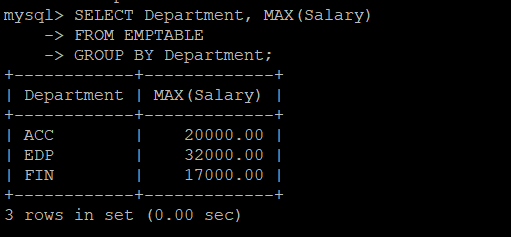 mysql> SELECT Department, MAX(Salary)
    -> FROM EMPTABLE
    -> GROUP BY Department;
+------------+-------------+
| Department | MAX(Salary) |
+------------+-------------+
| ACC        |    20000.00 |
| EDP        |    32000.00 |
| FIN        |    17000.00 |
+------------+-------------+
3 rows in set (0.00 sec)